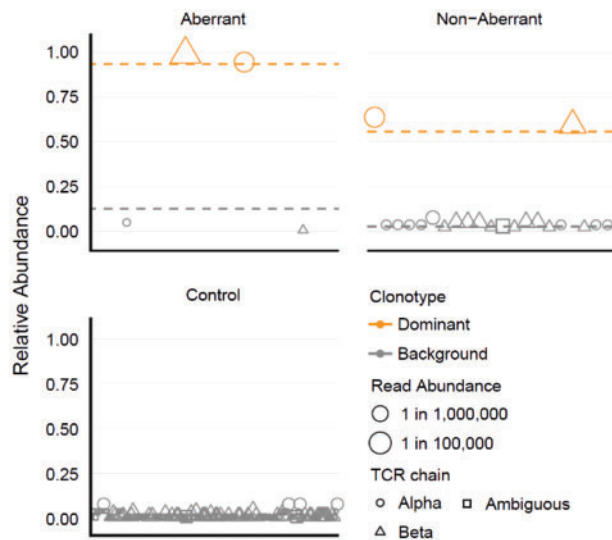 Aberrant
Non−Aberrant
Relative Abundance
1.00
0.75
0.50
0.25
0.00
Control
1.00
0.75
0.50
0.25
0.00
Clonotype
Dominant
Background
Read Abundance
1 in 1,000,000
1 in 100,000
TCR chain
Alpha
Ambiguous
Beta